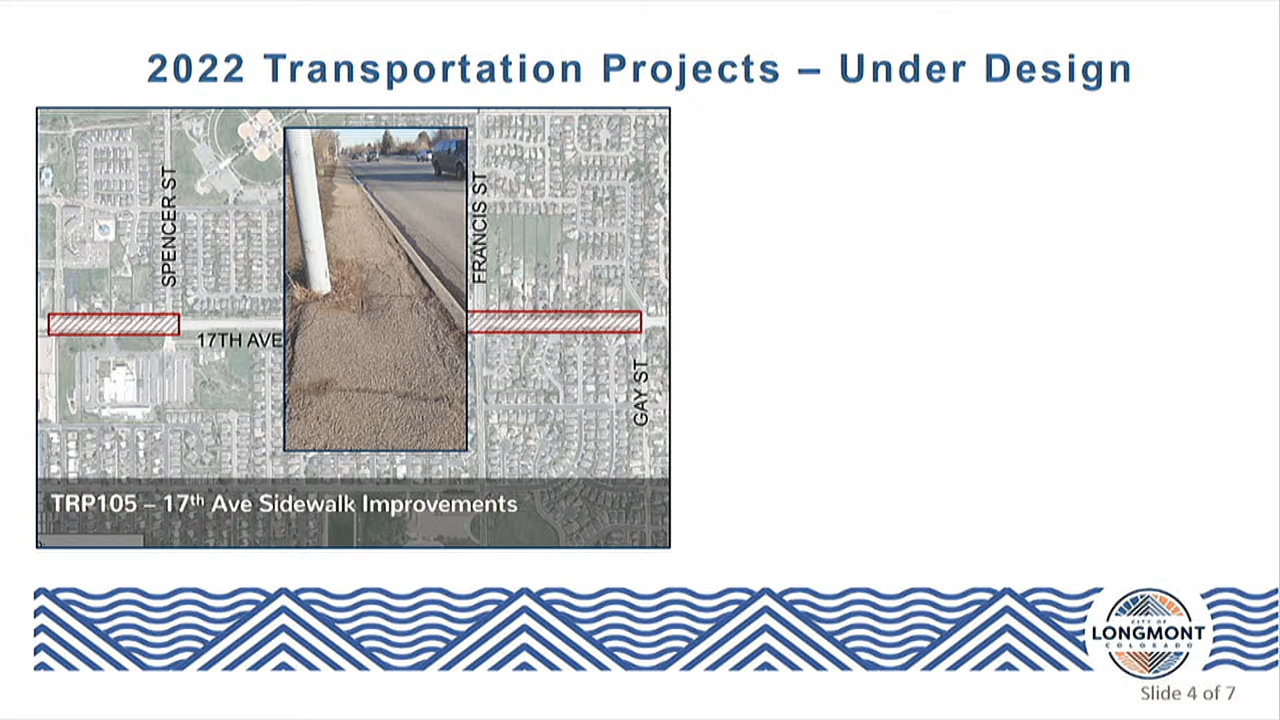 2022 Transportation Projects – Under Design
SPENCER ST
FRANCIS ST
17TH AVE
GAY ST
TRP105 – 17th Ave Sidewalk Improvements
CITY OF
LONGMONT
COLORADO
Slide 4 of 7